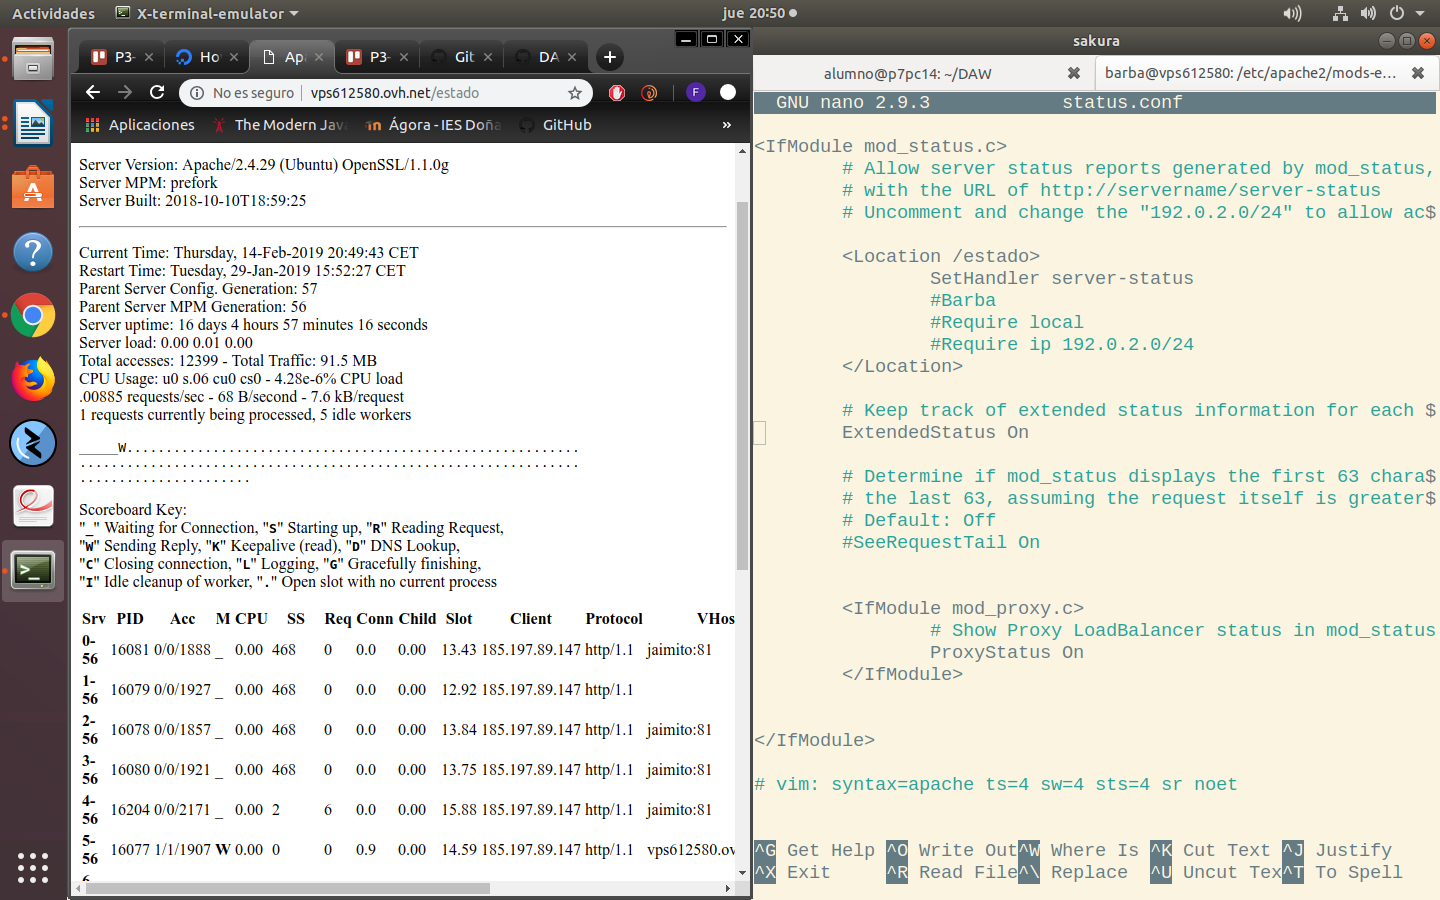 Actividades
X-terminal-emulator
jue 20:50
P3-
Ho
Ap
P3-
Git
DA
No es seguro
vps612580.ovh.net/estado
F
Aplicaciones
The Modern Java
Ágora - IES Doña
GitHub
»
Server Version: Apache/2.4.29 (Ubuntu) OpenSSL/1.1.0g
Server MPM: prefork
Server Built: 2018-10-10T18:59:25
Current Time: Thursday, 14-Feb-2019 20:49:43 CET
Restart Time: Tuesday, 29-Jan-2019 15:52:27 CET
Parent Server Config. Generation: 57
Parent Server MPM Generation: 56
Server uptime: 16 days 4 hours 57 minutes 16 seconds
Server load: 0.00 0.01 0.00
Total accesses: 12399 - Total Traffic: 91.5 MB
CPU Usage: u0 s.06 cu0 cs0 - 4.28e-6% CPU load
.00885 requests/sec - 68 B/second - 7.6 kB/request
1 requests currently being processed, 5 idle workers
_____W..........................................................
................................................................
......................
Scoreboard Key:
"_" Waiting for Connection, "S" Starting up, "R" Reading Request,
"W" Sending Reply, "K" Keepalive (read), "D" DNS Lookup,
"C" Closing connection, "L" Logging, "G" Gracefully finishing,
"I" Idle cleanup of worker, "." Open slot with no current process
Srv PID Acc M CPU SS Req Conn Child Slot Client Protocol VHos
0-56 16081 0/0/1888 _ 0.00 468 0 0.0 0.00 13.43 185.197.89.147 http/1.1 jaimito:81
1-56 16079 0/0/1927 _ 0.00 468 0 0.0 0.00 12.92 185.197.89.147 http/1.1
2-56 16078 0/0/1857 _ 0.00 468 0 0.0 0.00 13.84 185.197.89.147 http/1.1 jaimito:81
3-56 16080 0/0/1921 _ 0.00 468 0 0.0 0.00 13.75 185.197.89.147 http/1.1 jaimito:81
4-56 16204 0/0/2171 _ 0.00 2 6 0.0 0.00 15.88 185.197.89.147 http/1.1 jaimito:81
5-56 16077 1/1/1907 W 0.00 0 0 0.9 0.00 14.59 185.197.89.147 http/1.1 vps612580.ov
sakura
alumno@p7pc14: ~/DAW
barba@vps612580: /etc/apache2/mods-e...
GNU nano 2.9.3 status.conf
<IfModule mod_status.c>
# Allow server status reports generated by mod_status,
# with the URL of http://servername/server-status
# Uncomment and change the "192.0.2.0/24" to allow ac$
<Location /estado>
SetHandler server-status
#Barba
#Require local
#Require ip 192.0.2.0/24
</Location>
# Keep track of extended status information for each $
ExtendedStatus On
# Determine if mod_status displays the first 63 chara$
# the last 63, assuming the request itself is greater$
# Default: Off
#SeeRequestTail On
<IfModule mod_proxy.c>
# Show Proxy LoadBalancer status in mod_status
ProxyStatus On
</IfModule>
</IfModule>
# vim: syntax=apache ts=4 sw=4 sts=4 sr noet
^G Get Help ^O Write Out ^W Where Is ^K Cut Text ^J Justify
^X Exit ^R Read File ^\ Replace ^U Uncut Tex ^T To Spell